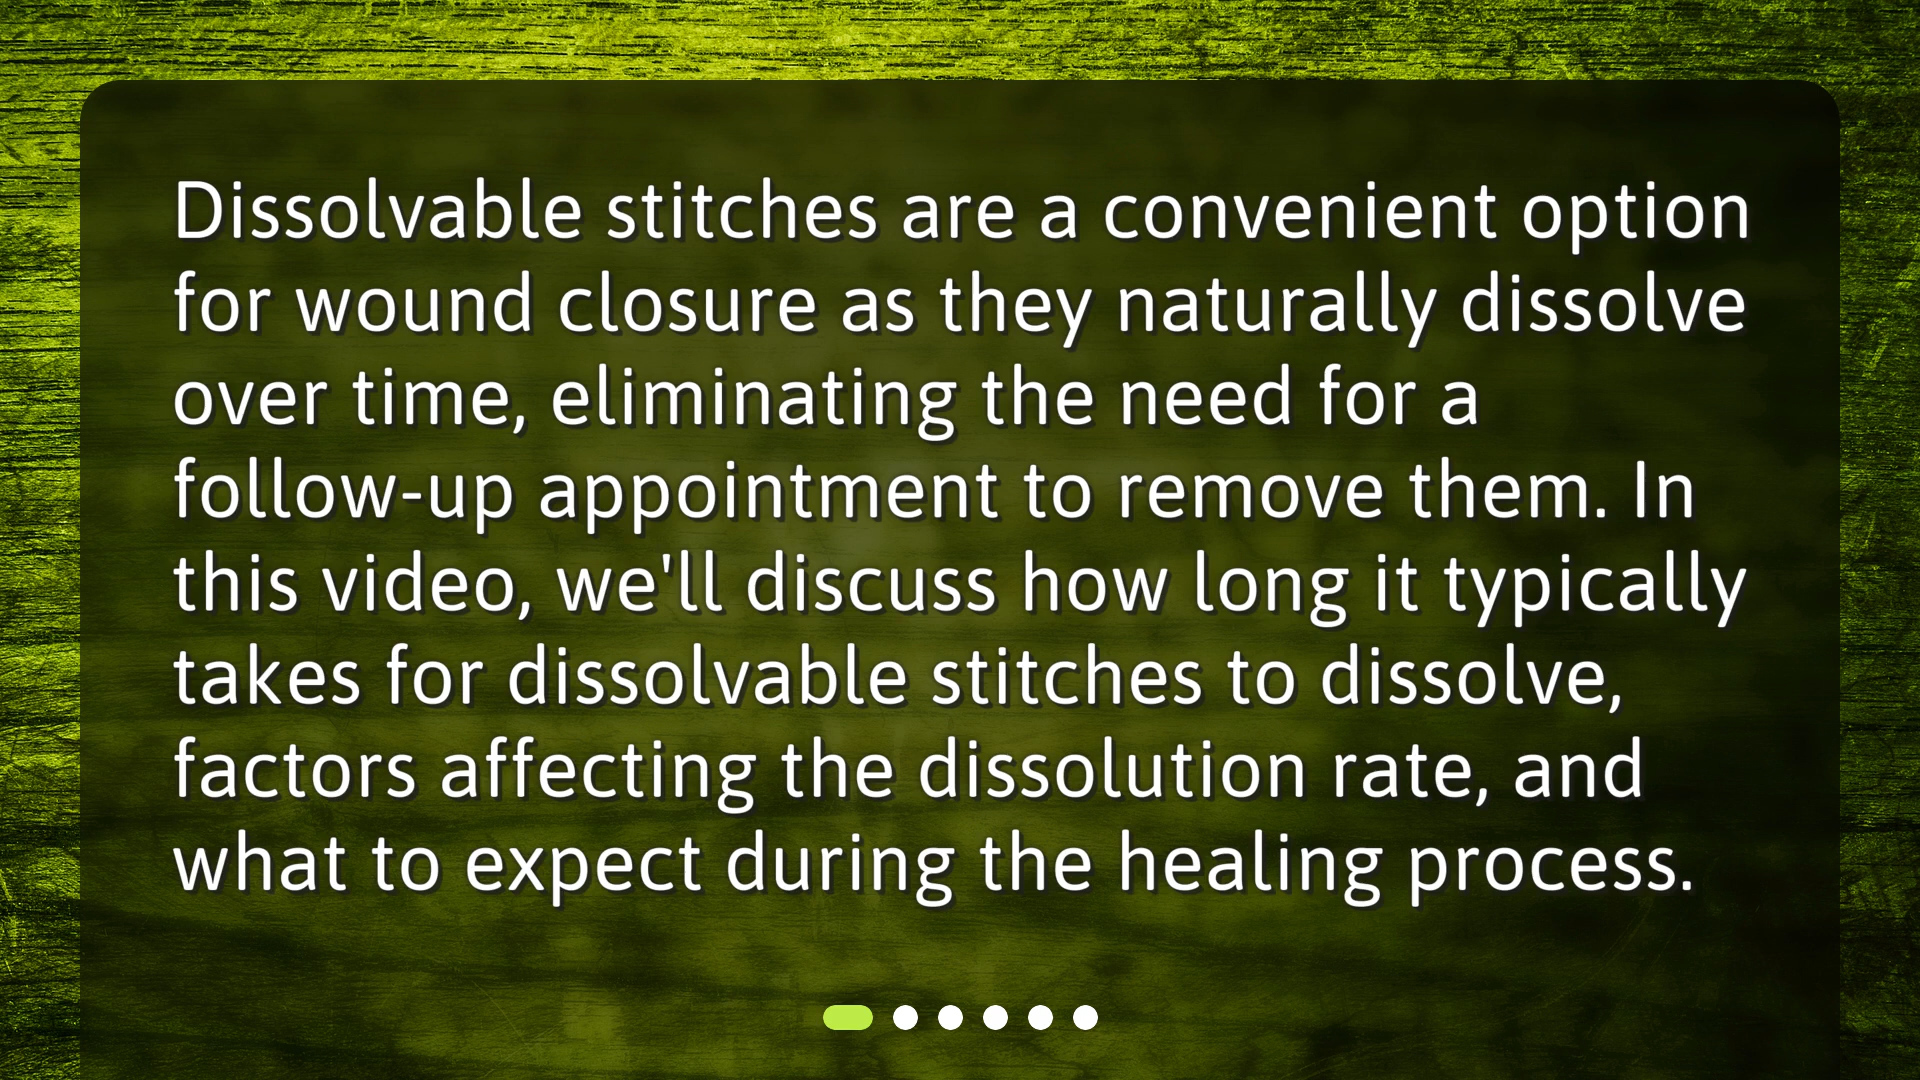 Dissolvable stitches are a convenient option
for wound closure as they naturally dissolve
over time, eliminating the need for a
follow-up appointment to remove them. In
this video, we'll discuss how long it typically
takes for dissolvable stitches to dissolve,
factors affecting the dissolution rate, and
what to expect during the healing process.